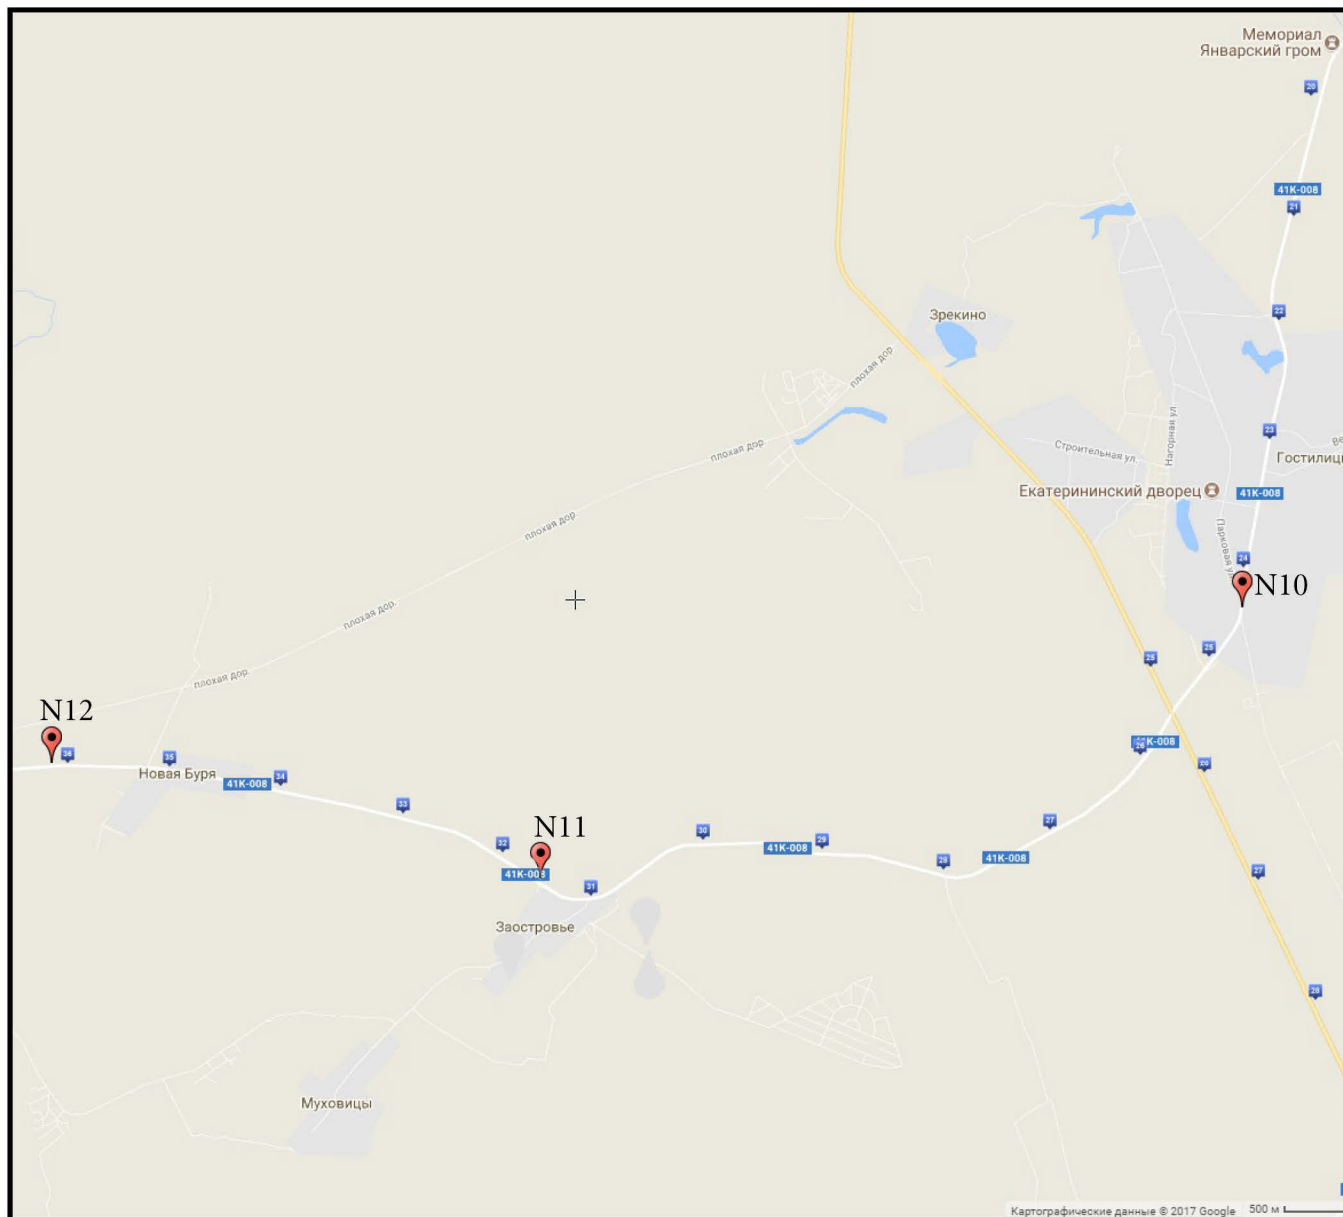 Мемориал
Январский гром
20
41К-008
21
22
Зрекино
плохая дор
23
Нагорная ул
Строительная ул.
плохая дор
Гостилиц
Екатерининский дворец
41К-008
плохая дор.
Парковая ул.
24
N10
плохая дор.
25
25
плохая дор.
N12
36
35
26
41К-008
26
Новая Буря
34
41К-008
33
27
N11
32
30
29
41К-008
28
41К-008
27
41К-008
31
Заостровье
28
Муховицы
Картографические данные © 2017 Google
500 м